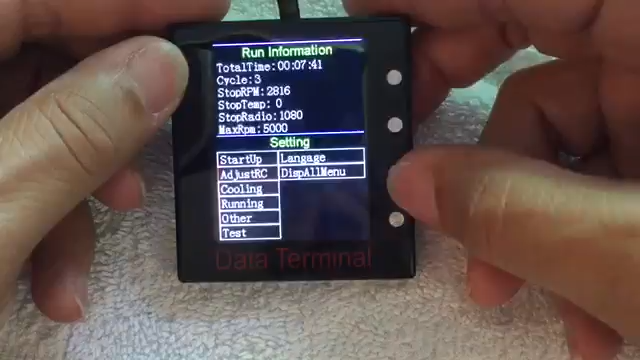 Run Information
TotalTime: 00:07:41
Cycle: 3
StopRPM: 2816
StopTemp: 0
StopRadio: 1080
MaxRpm: 5000
Setting
StartUp Langage
AdjustRC DispAllMenu
Cooling
Running
Other
Test
Data Terminal